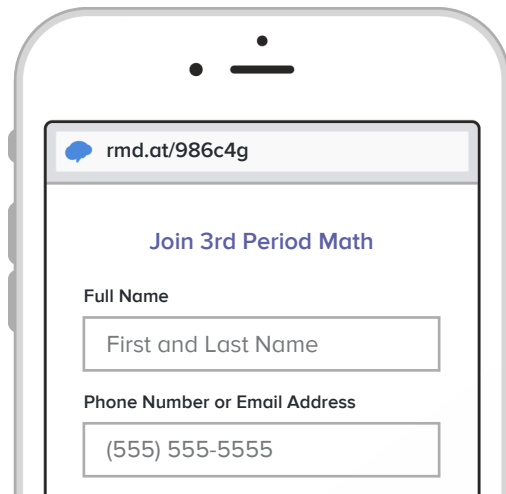 rmd.at/986c4g
Join 3rd Period Math
Full Name
First and Last Name
Phone Number or Email Address
(555) 555-5555